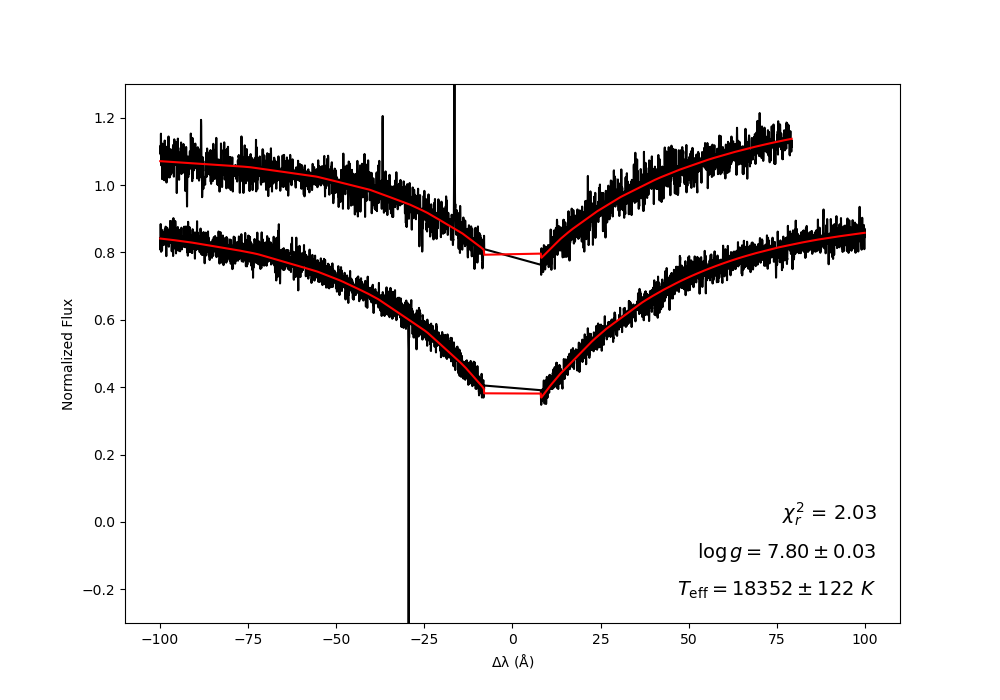 1.2
1.0
0.8
0.6
0.4
0.2
0.0
−0.2
Normalized Flux
χ²ᵣ = 2.03
log g = 7.80 ± 0.03
T_eff = 18352 ± 122 K
−100 −75 −50 −25 0 25 50 75 100
Δλ (Å)